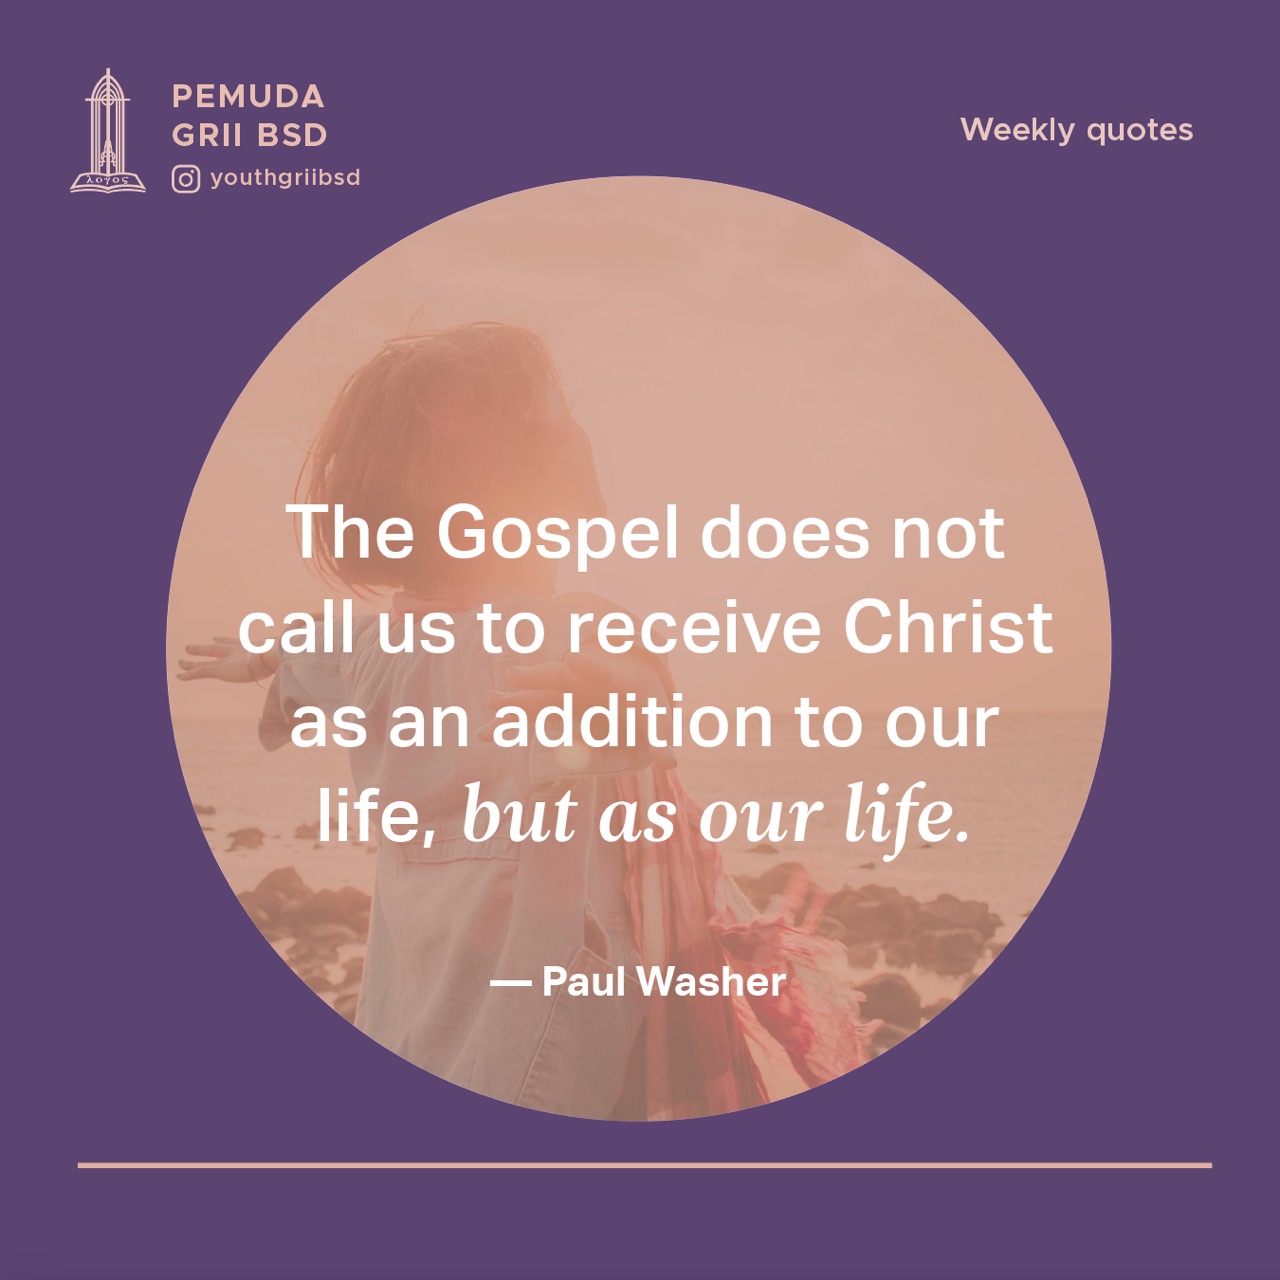 PEMUDA
GRII BSD
youthgriibsd
λογος
Weekly quotes
The Gospel does not
call us to receive Christ
as an addition to our
life, but as our life.
— Paul Washer